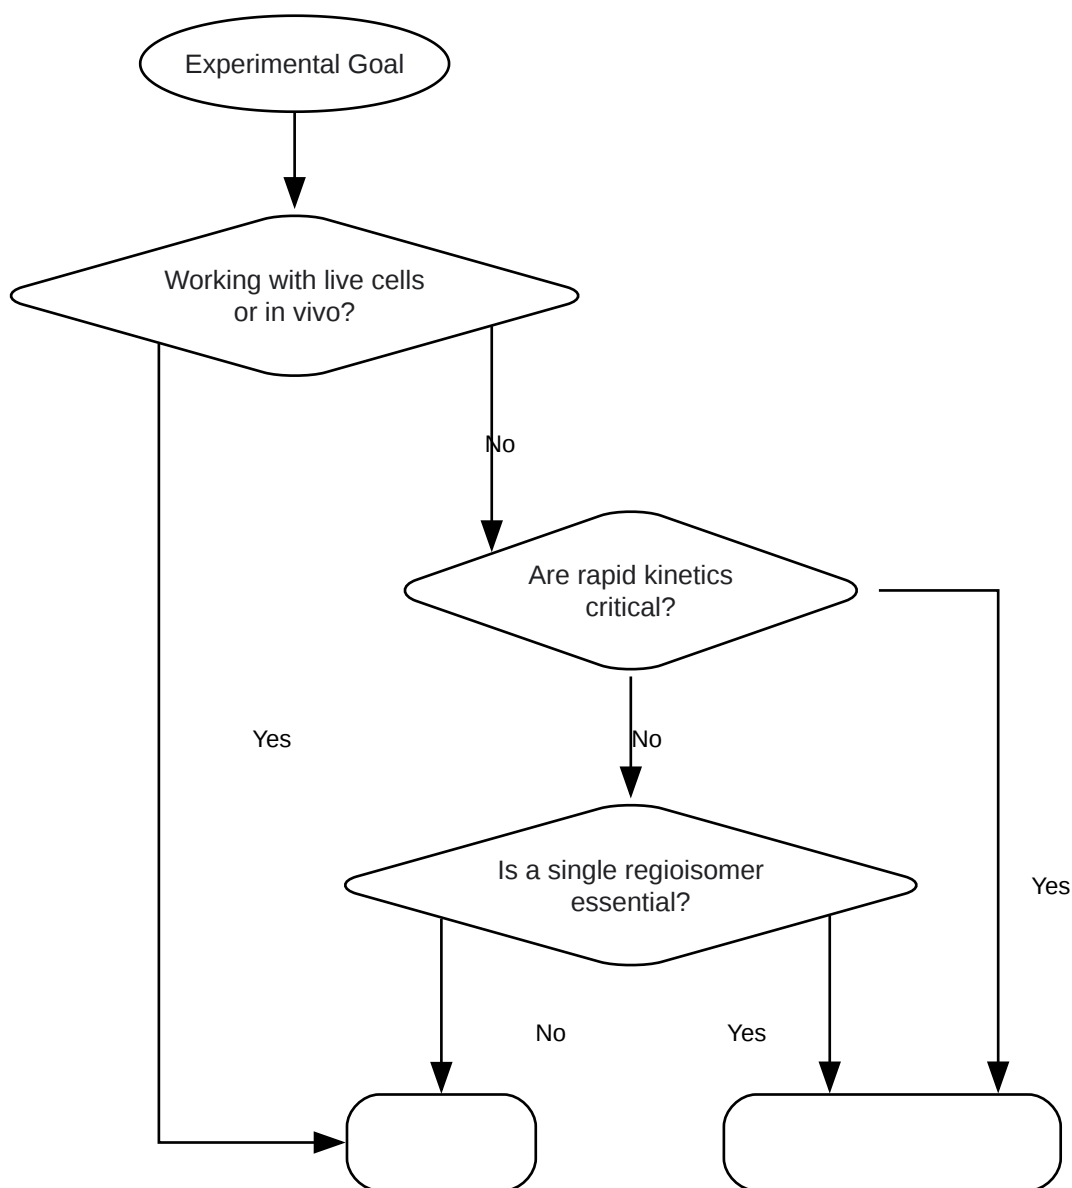 Experimental Goal
Working with live cells
or in vivo?
No
Are rapid kinetics
critical?
Yes
No
Is a single regioisomer
essential?
Yes
No
Yes